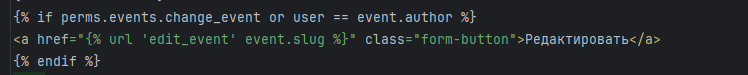 {% if perms.events.change_event or user == event.author %}
<a href="{% url 'edit_event' event.slug %}" class="form-button">Редактировать</a>
{% endif %}